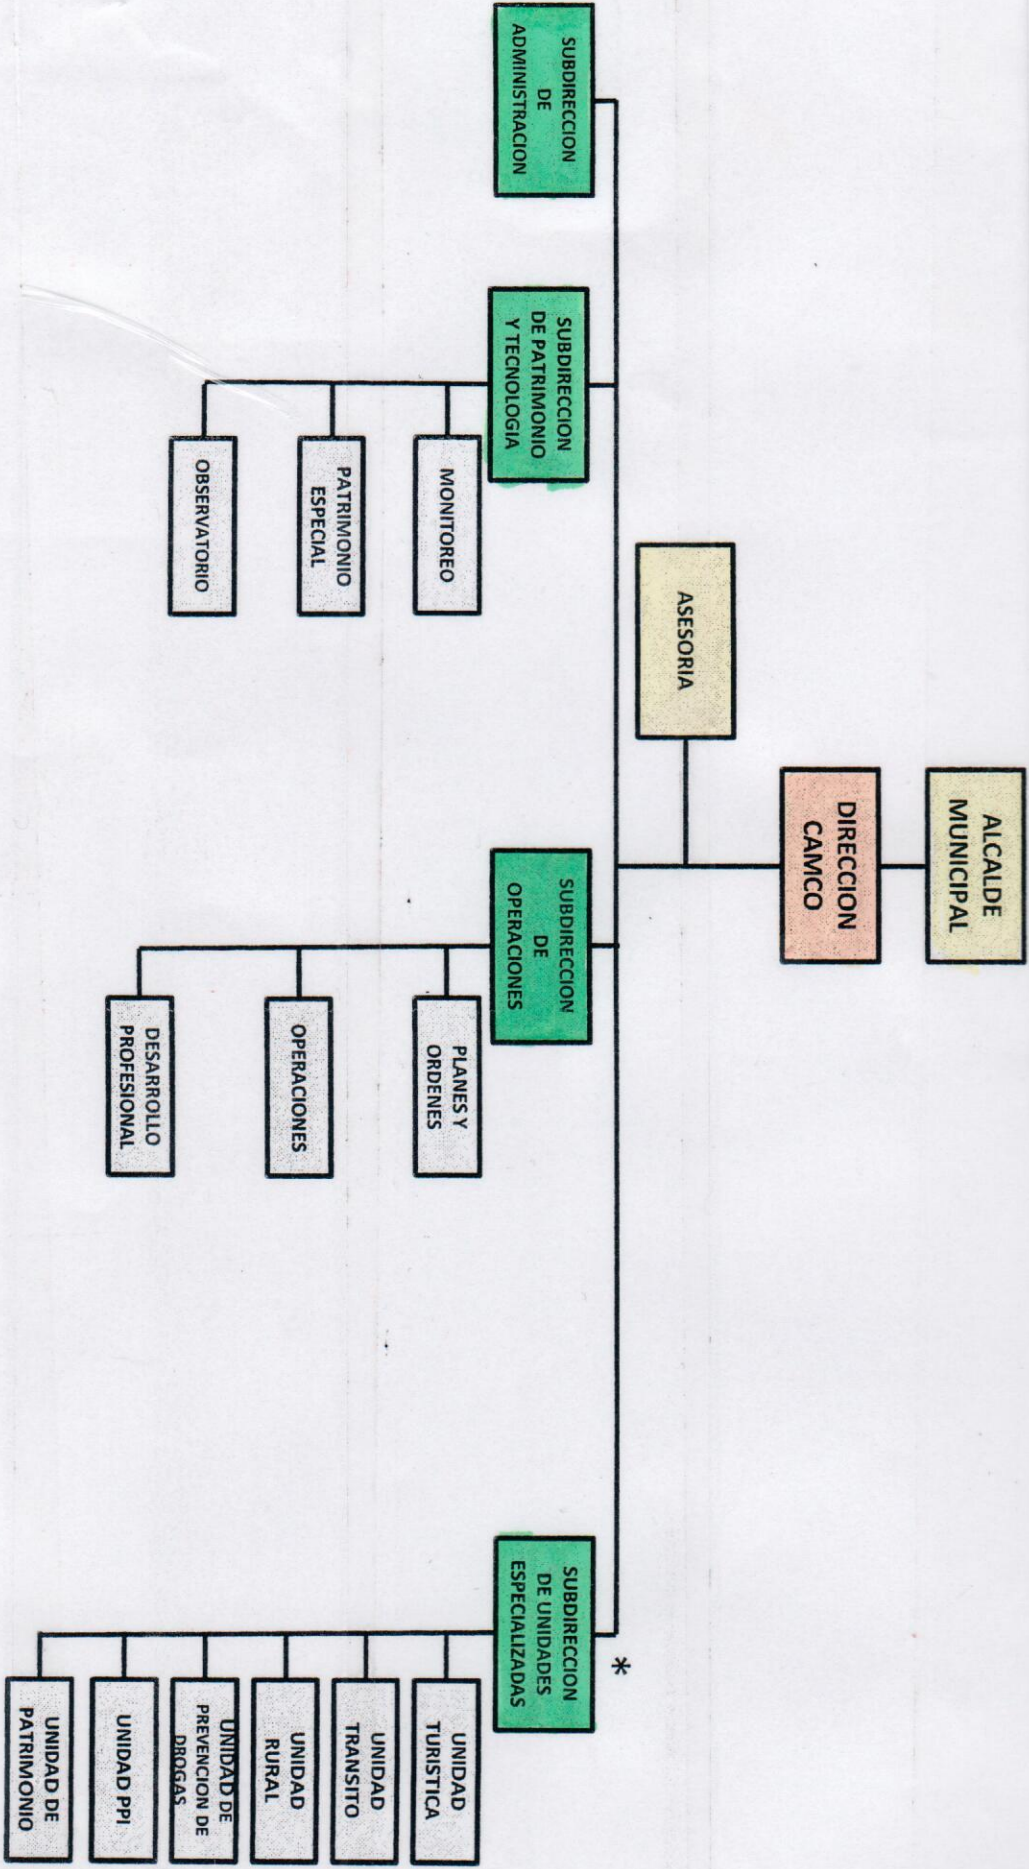 ALCALDE
MUNICIPAL
DIRECCION
CAMCO
ASESORIA
*
SUBDIRECCION
DE
ADMINISTRACION
SUBDIRECCION
DE PATRIMONIO
Y TECNOLOGIA
MONITOREO
PATRIMONIO
ESPECIAL
OBSERVATORIO
SUBDIRECCION
DE
OPERACIONES
PLANES Y
ORDENES
OPERACIONES
DESARROLLO
PROFESIONAL
SUBDIRECCION
DE UNIDADES
ESPECIALIZADAS
UNIDAD
TURISTICA
UNIDAD
TRANSITO
UNIDAD
RURAL
UNIDAD DE
PREVENCION DE
DROGAS
UNIDAD PPI
UNIDAD DE
PATRIMONIO